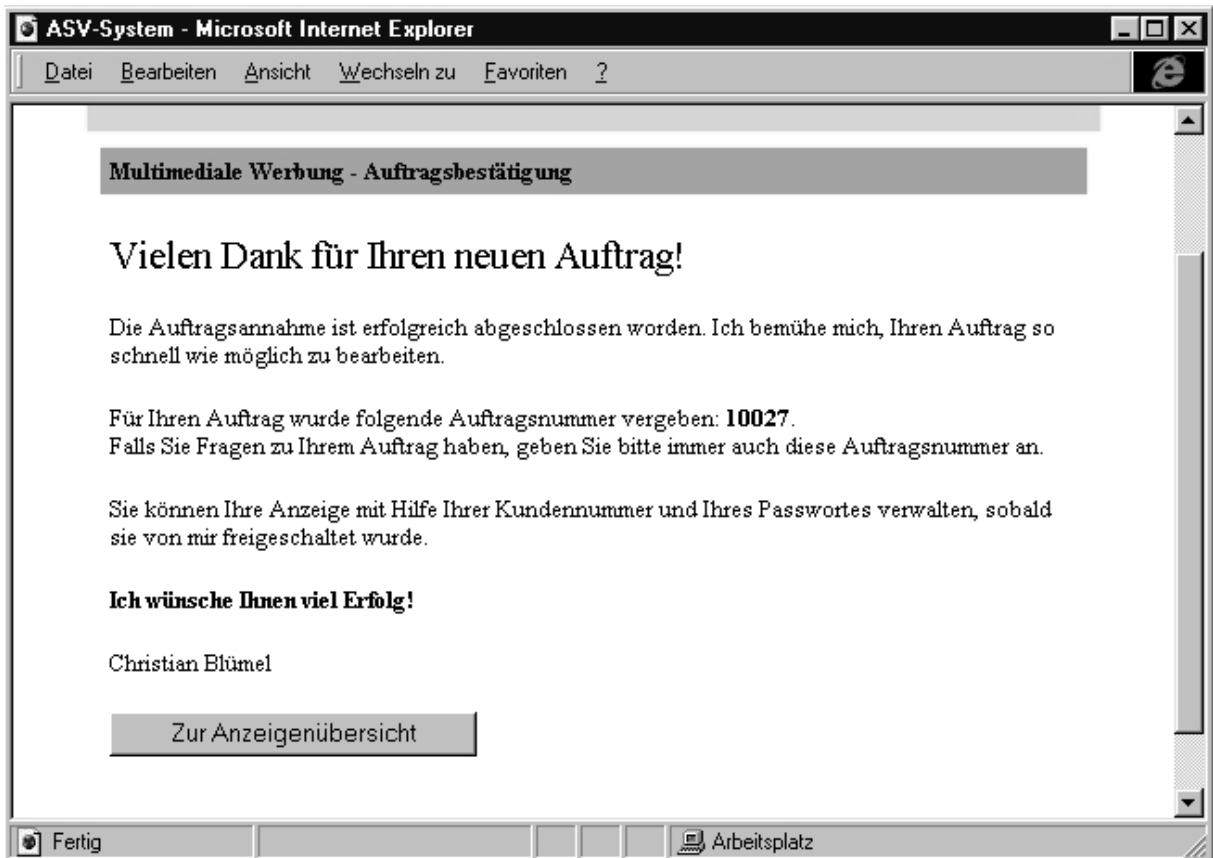 ASV-System - Microsoft Internet Explorer
Datei Bearbeiten Ansicht Wechseln zu Favoriten ?
Multimediale Werbung - Auftragsbestätigung
Vielen Dank für Ihren neuen Auftrag!
Die Auftragsannahme ist erfolgreich abgeschlossen worden. Ich bemühe mich, Ihren Auftrag so
schnell wie möglich zu bearbeiten.
Für Ihren Auftrag wurde folgende Auftragsnummer vergeben: 10027.
Falls Sie Fragen zu Ihrem Auftrag haben, geben Sie bitte immer auch diese Auftragsnummer an.
Sie können Ihre Anzeige mit Hilfe Ihrer Kundennummer und Ihres Passwortes verwalten, sobald
sie von mir freigeschaltet wurde.
Ich wünsche Ihnen viel Erfolg!
Christian Blümel
Zur Anzeigenübersicht
Fertig Arbeitsplatz